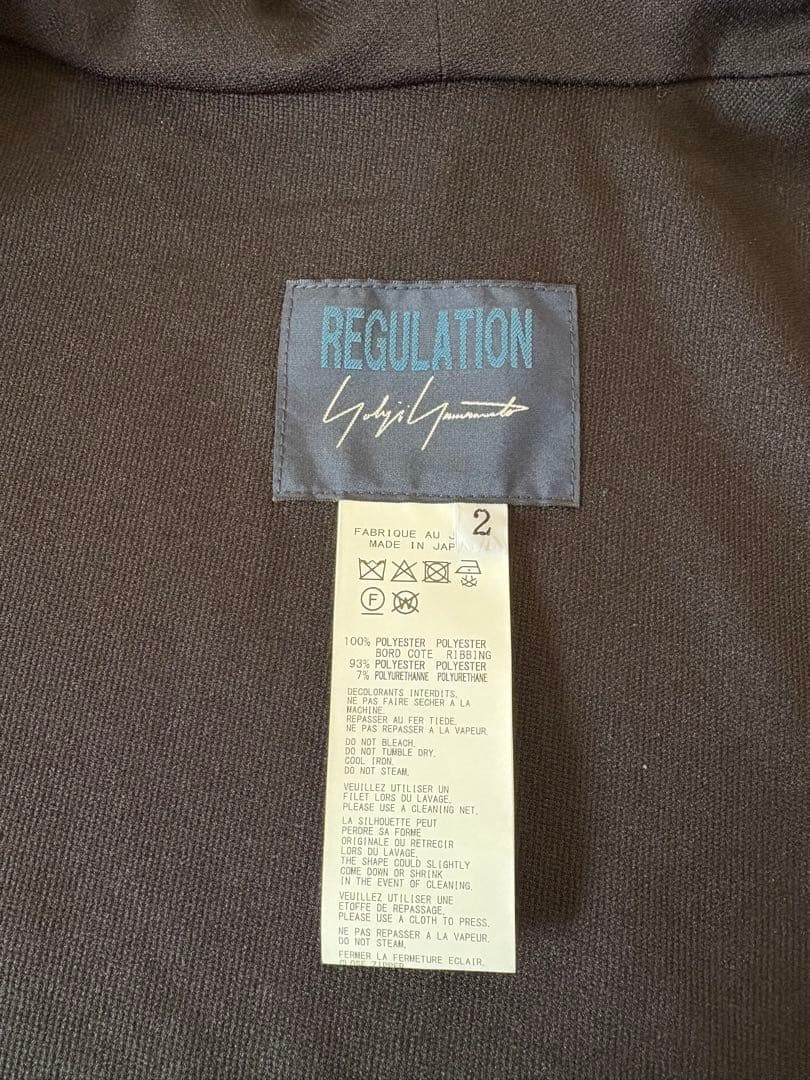 REGULATION
Yohji Yamamoto
2
FABRIQUE AU J
MADE IN JAP
F
W
100% POLYESTER POLYESTER
BORD COTE RIBBING
93% POLYESTER POLYESTER
7% POLYURETHANNE POLYURETHANE
DECOLORANTS INTERDITS.
NE PAS FAIRE SECHER A LA
MACHINE.
REPASSER AU FER TIEDE.
NE PAS REPASSER A LA VAPEUR.
DO NOT BLEACH.
DO NOT TUMBLE DRY.
COOL IRON.
DO NOT STEAM.
VEUILLEZ UTILISER UN
FILET LORS DU LAVAGE.
PLEASE USE A CLEANING NET.
LA SILHOUETTE PEUT
PERDRE SA FORME
ORIGINALE OU RETRECIR
LORS DU LAVAGE.
THE SHAPE COULD SLIGHTLY
COME DOWN OR SHRINK
IN THE EVENT OF CLEANING.
VEUILLEZ UTILISER UNE
ETOFFE DE REPASSAGE.
PLEASE USE A CLOTH TO PRESS.
NE PAS REPASSER A LA VAPEUR.
DO NOT STEAM.
FERMER LA FERMETURE ECLAIR.
CLOSE ZIPPER